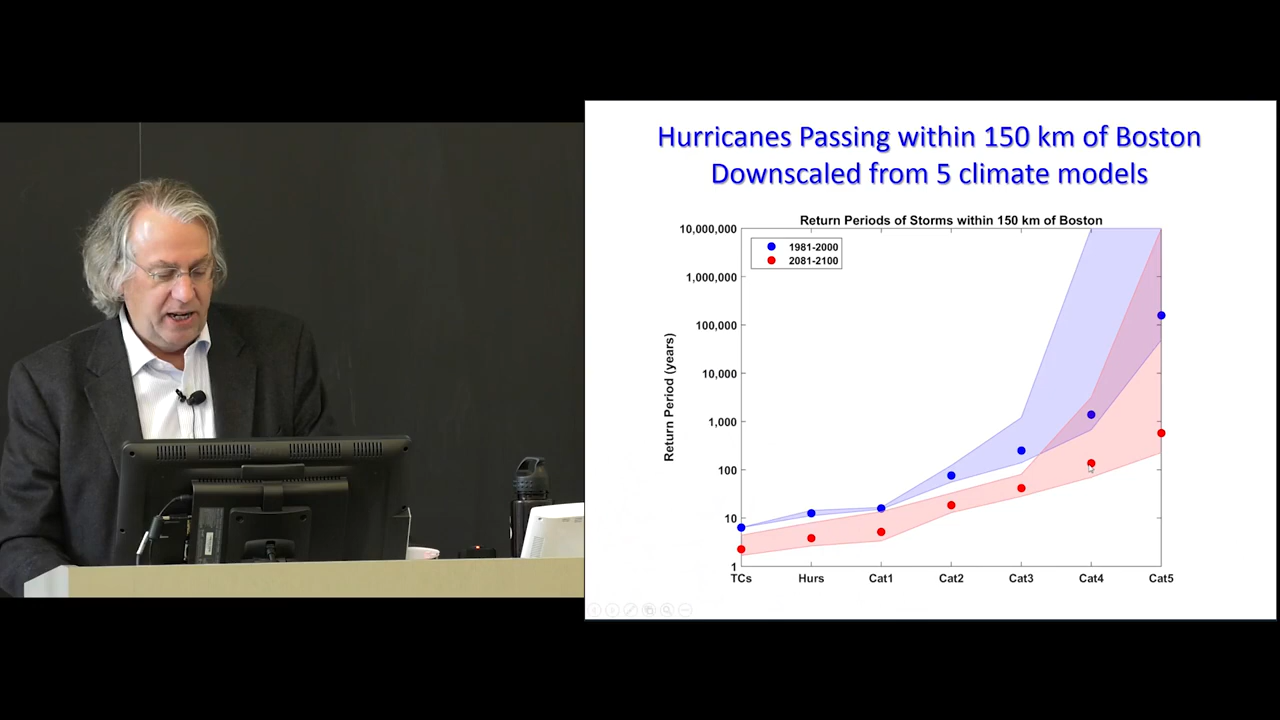 Hurricanes Passing within 150 km of Boston
Downscaled from 5 climate models
Return Periods of Storms within 150 km of Boston
1981-2000
2081-2100
Return Period (years)
10,000,000
1,000,000
100,000
10,000
1,000
100
10
1
TCs Hurs Cat1 Cat2 Cat3 Cat4 Cat5